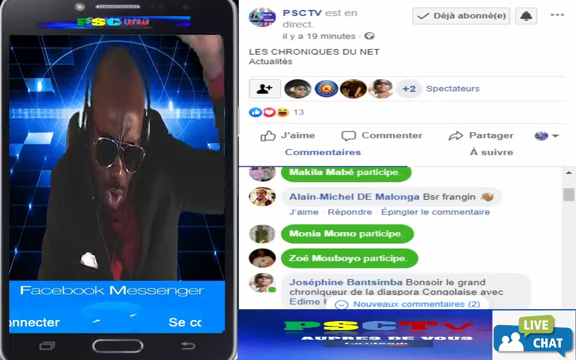 PSCTV
Facebook Messenger
onnecter
Se co
PSCTV est en
direct.
il y a 19 minutes ·
Déjà abonné(e)
LES CHRONIQUES DU NET
Actualités
+2 Spectateurs
13
J'aime
Commenter
Partager
Commentaires
À suivre
Makila Mabé participe.
Alain-Michel DE Malonga Bsr frangin
J'aime · Répondre · Épingler le commentaire
Monia Momo participe.
Zoé Mouboyo participe.
Joséphine Bantsimba Bonsoir le grand
chroniqueur de la diaspora Congolaise avec
Edime
Nouveaux commentaires (2)
PSCTV
AUPRES DE VOUS
LIVE
CHAT